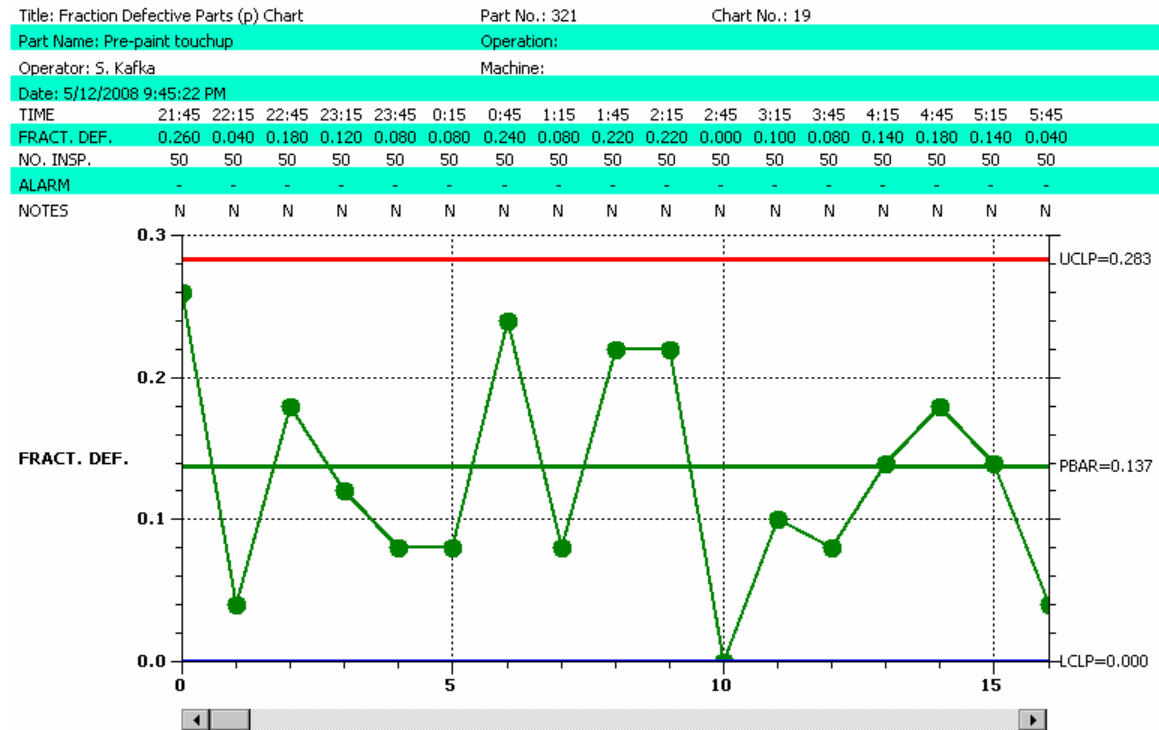 Title: Fraction Defective Parts (p) Chart Part No.: 321 Chart No.: 19
Part Name: Pre-paint touchup Operation:
Operator: S. Kafka Machine:
Date: 5/12/2008 9:45:22 PM
TIME 21:45 22:15 22:45 23:15 23:45 0:15 0:45 1:15 1:45 2:15 2:45 3:15 3:45 4:15 4:45 5:15 5:45
FRACT. DEF. 0.260 0.040 0.180 0.120 0.080 0.080 0.240 0.080 0.220 0.220 0.000 0.100 0.080 0.140 0.180 0.140 0.040
NO. INSP. 50 50 50 50 50 50 50 50 50 50 50 50 50 50 50 50 50
ALARM - - - - - - - - - - - - - - - - -
NOTES N N N N N N N N N N N N N N N N N
0.3
UCLP=0.283
0.2
FRACT. DEF. PBAR=0.137
0.1
0.0 LCLP=0.000
0 5 10 15